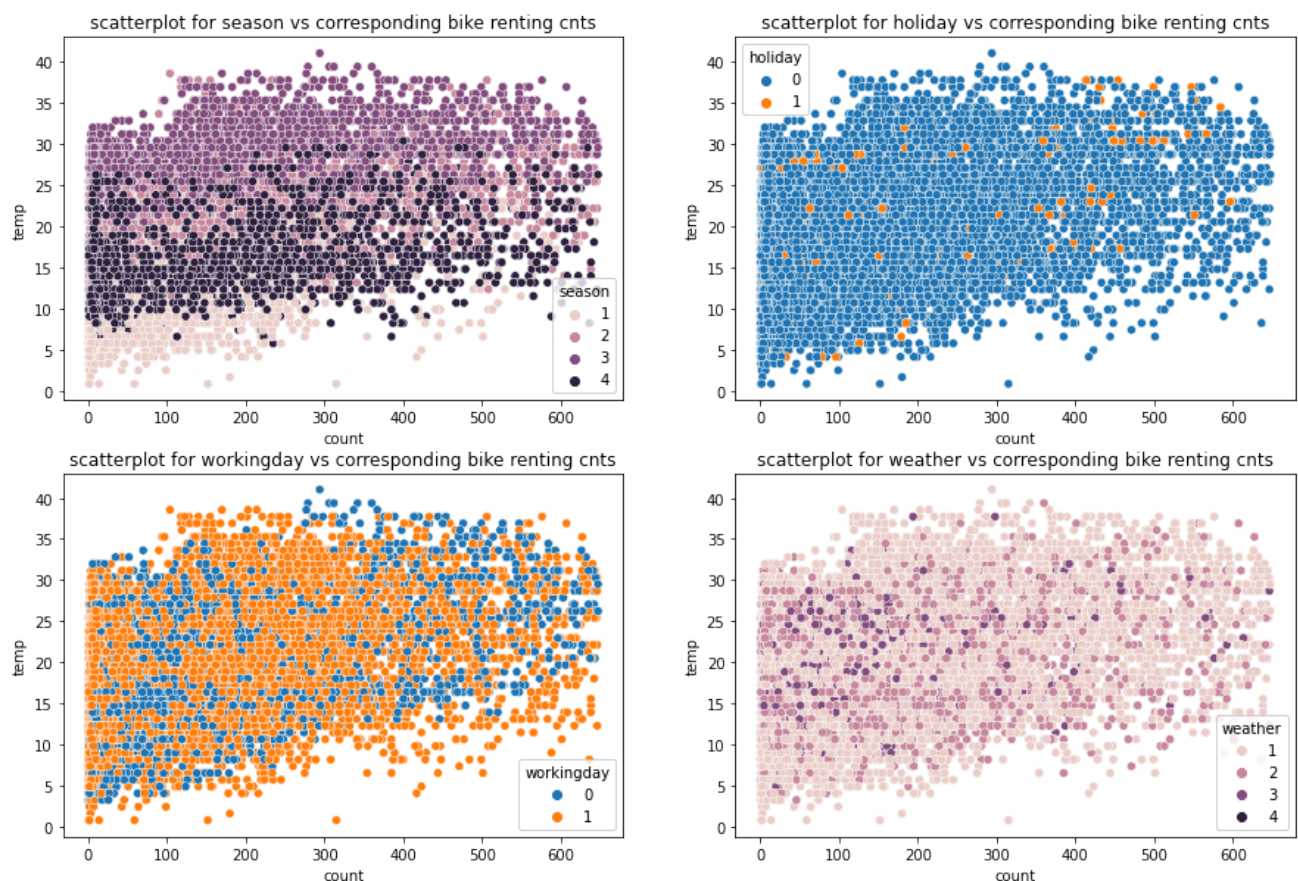 scatterplot for season vs corresponding bike renting cnts
40
35
30
25
20
15
10
5
0
temp
0 100 200 300 400 500 600
count
season
1
2
3
4
scatterplot for holiday vs corresponding bike renting cnts
40
35
30
25
20
15
10
5
0
temp
0 100 200 300 400 500 600
count
holiday
0
1
scatterplot for workingday vs corresponding bike renting cnts
40
35
30
25
20
15
10
5
0
temp
0 100 200 300 400 500 600
count
workingday
0
1
scatterplot for weather vs corresponding bike renting cnts
40
35
30
25
20
15
10
5
0
temp
0 100 200 300 400 500 600
count
weather
1
2
3
4